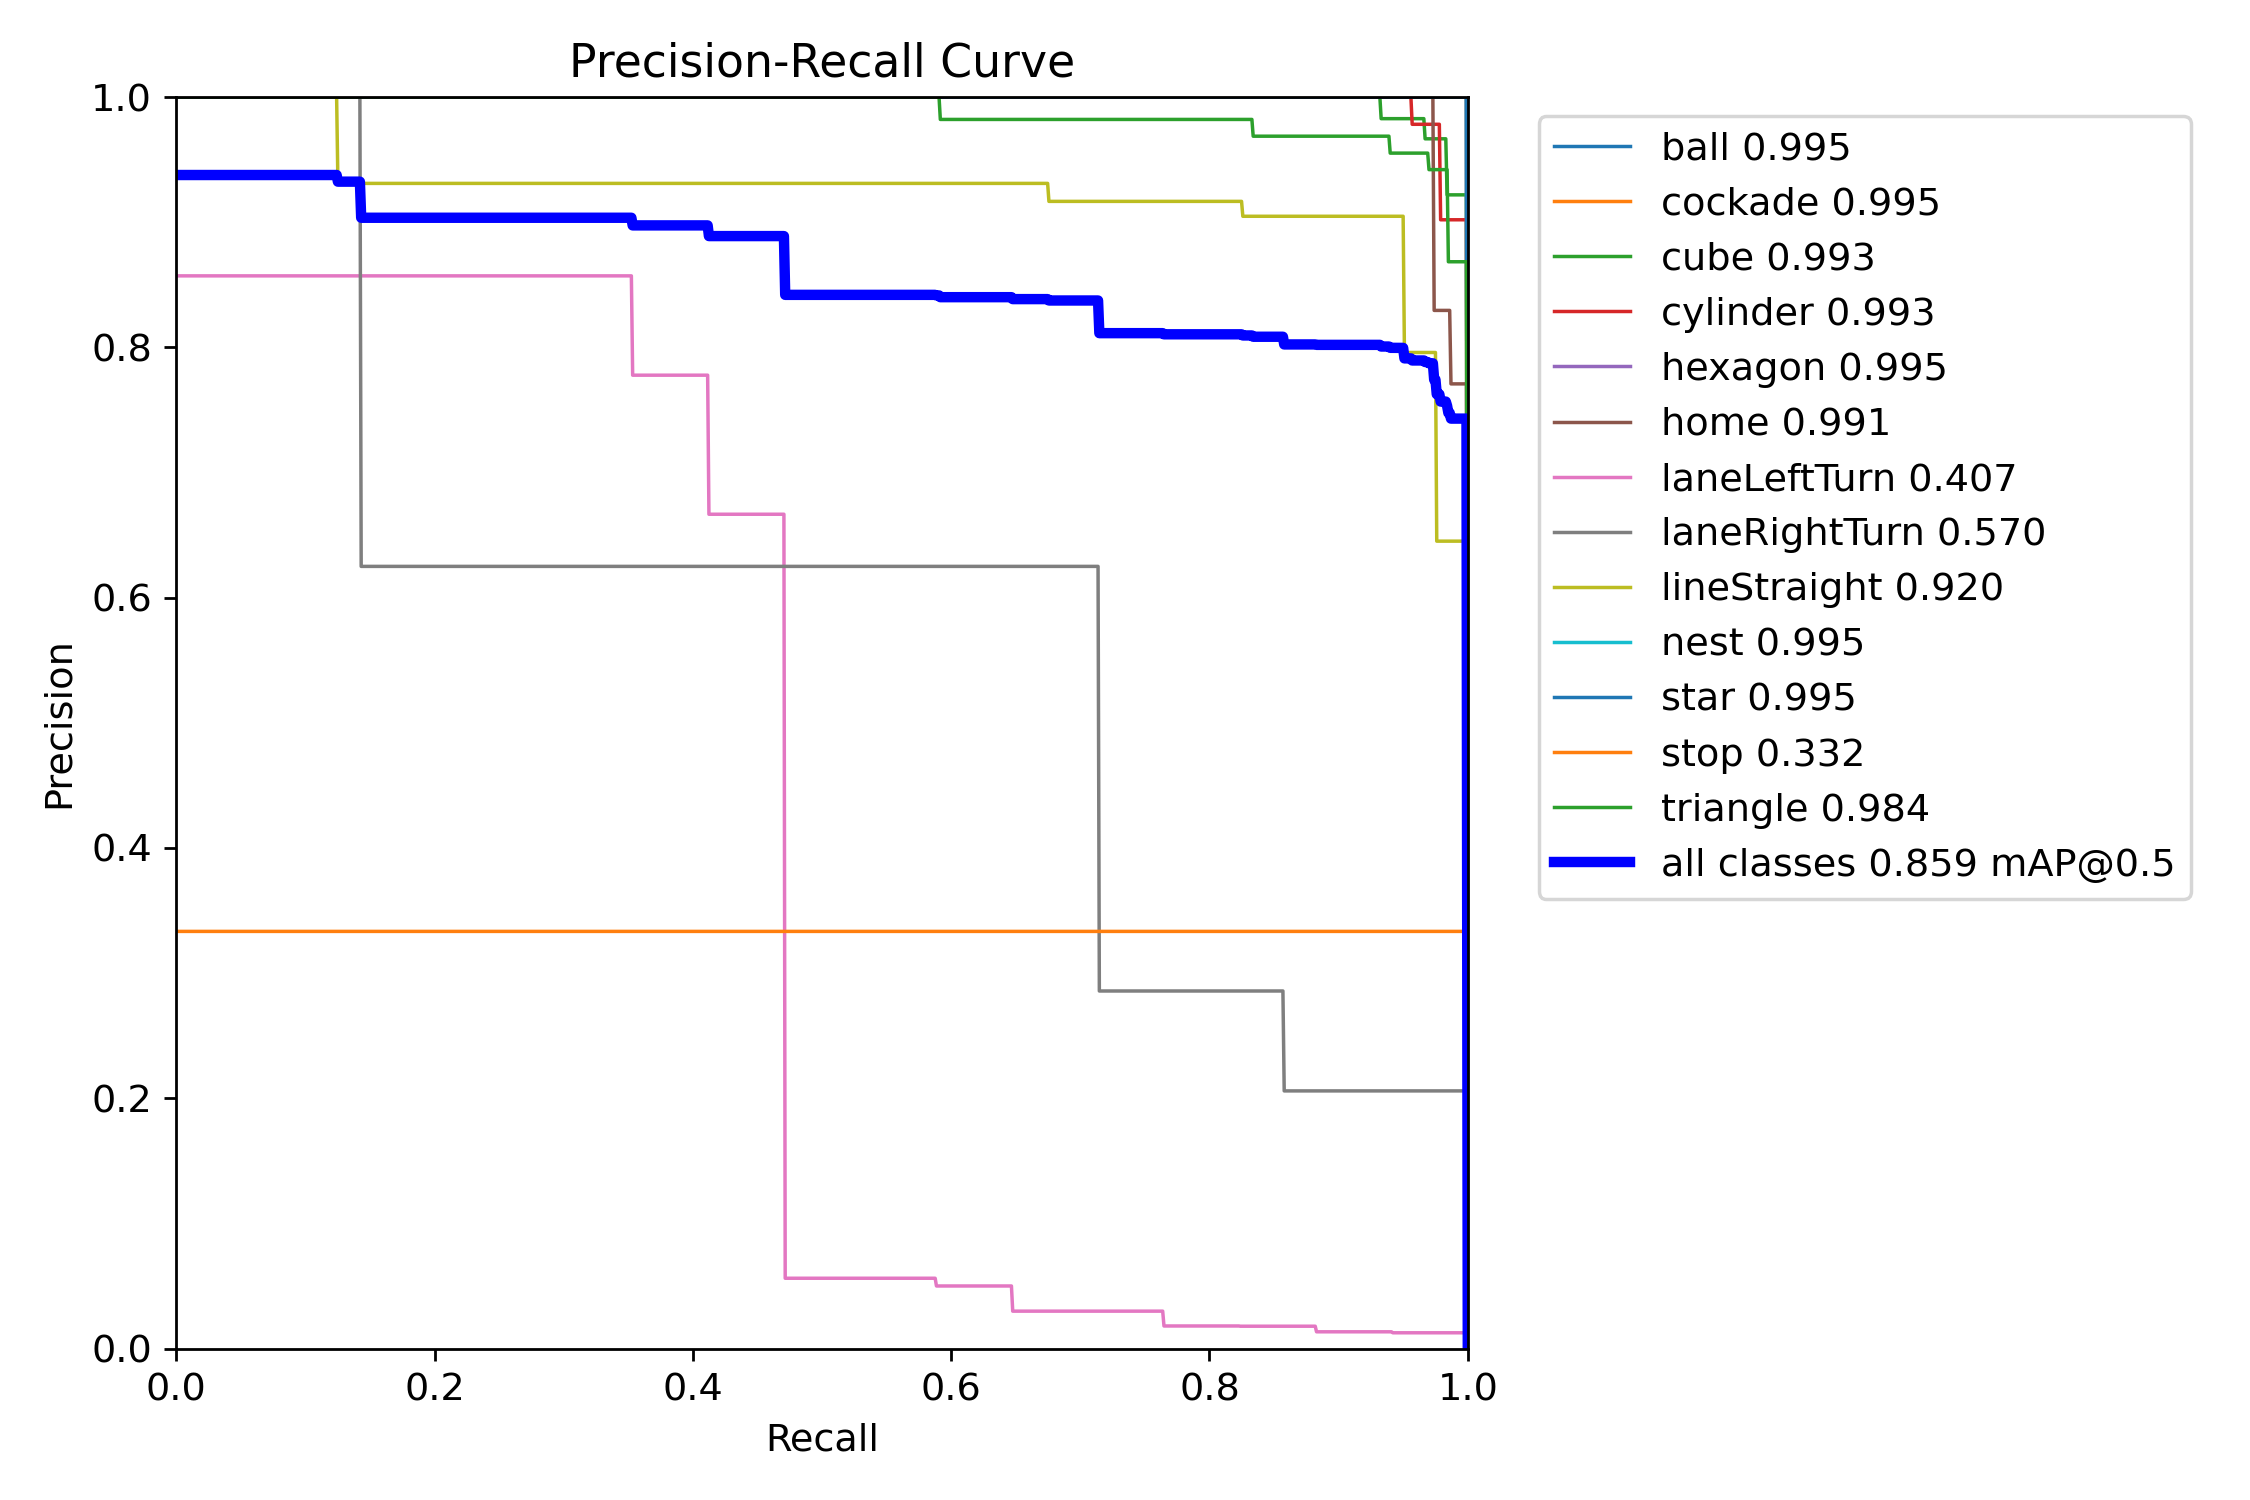 Precision-Recall Curve
1.0
0.8
0.6
0.4
0.2
0.0
Precision
0.0 0.2 0.4 0.6 0.8 1.0
Recall
ball 0.995
cockade 0.995
cube 0.993
cylinder 0.993
hexagon 0.995
home 0.991
laneLeftTurn 0.407
laneRightTurn 0.570
lineStraight 0.920
nest 0.995
star 0.995
stop 0.332
triangle 0.984
all classes 0.859 mAP@0.5